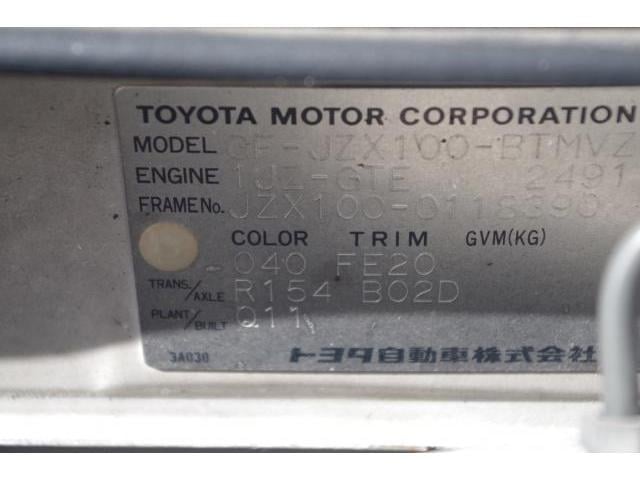 TOYOTA MOTOR CORPORATION
MODEL GF-JZX100-BTMVZ
ENGINE 1JZ-GTE 2491
FRAME No. JZX100-0118390
COLOR TRIM GVM(KG)
040 FE20
TRANS./AXLE R154 B02D
PLANT/BUILT Q11
3A030 トヨタ自動車株式会社